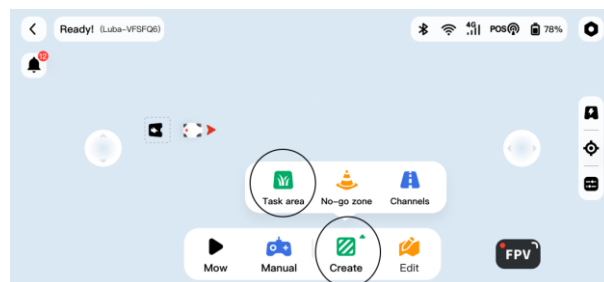 Ready! (Luba-VFSFQ6)
4G
POS
78%
12
Task area
No-go zone
Channels
Mow
Manual
Create
Edit
FPV